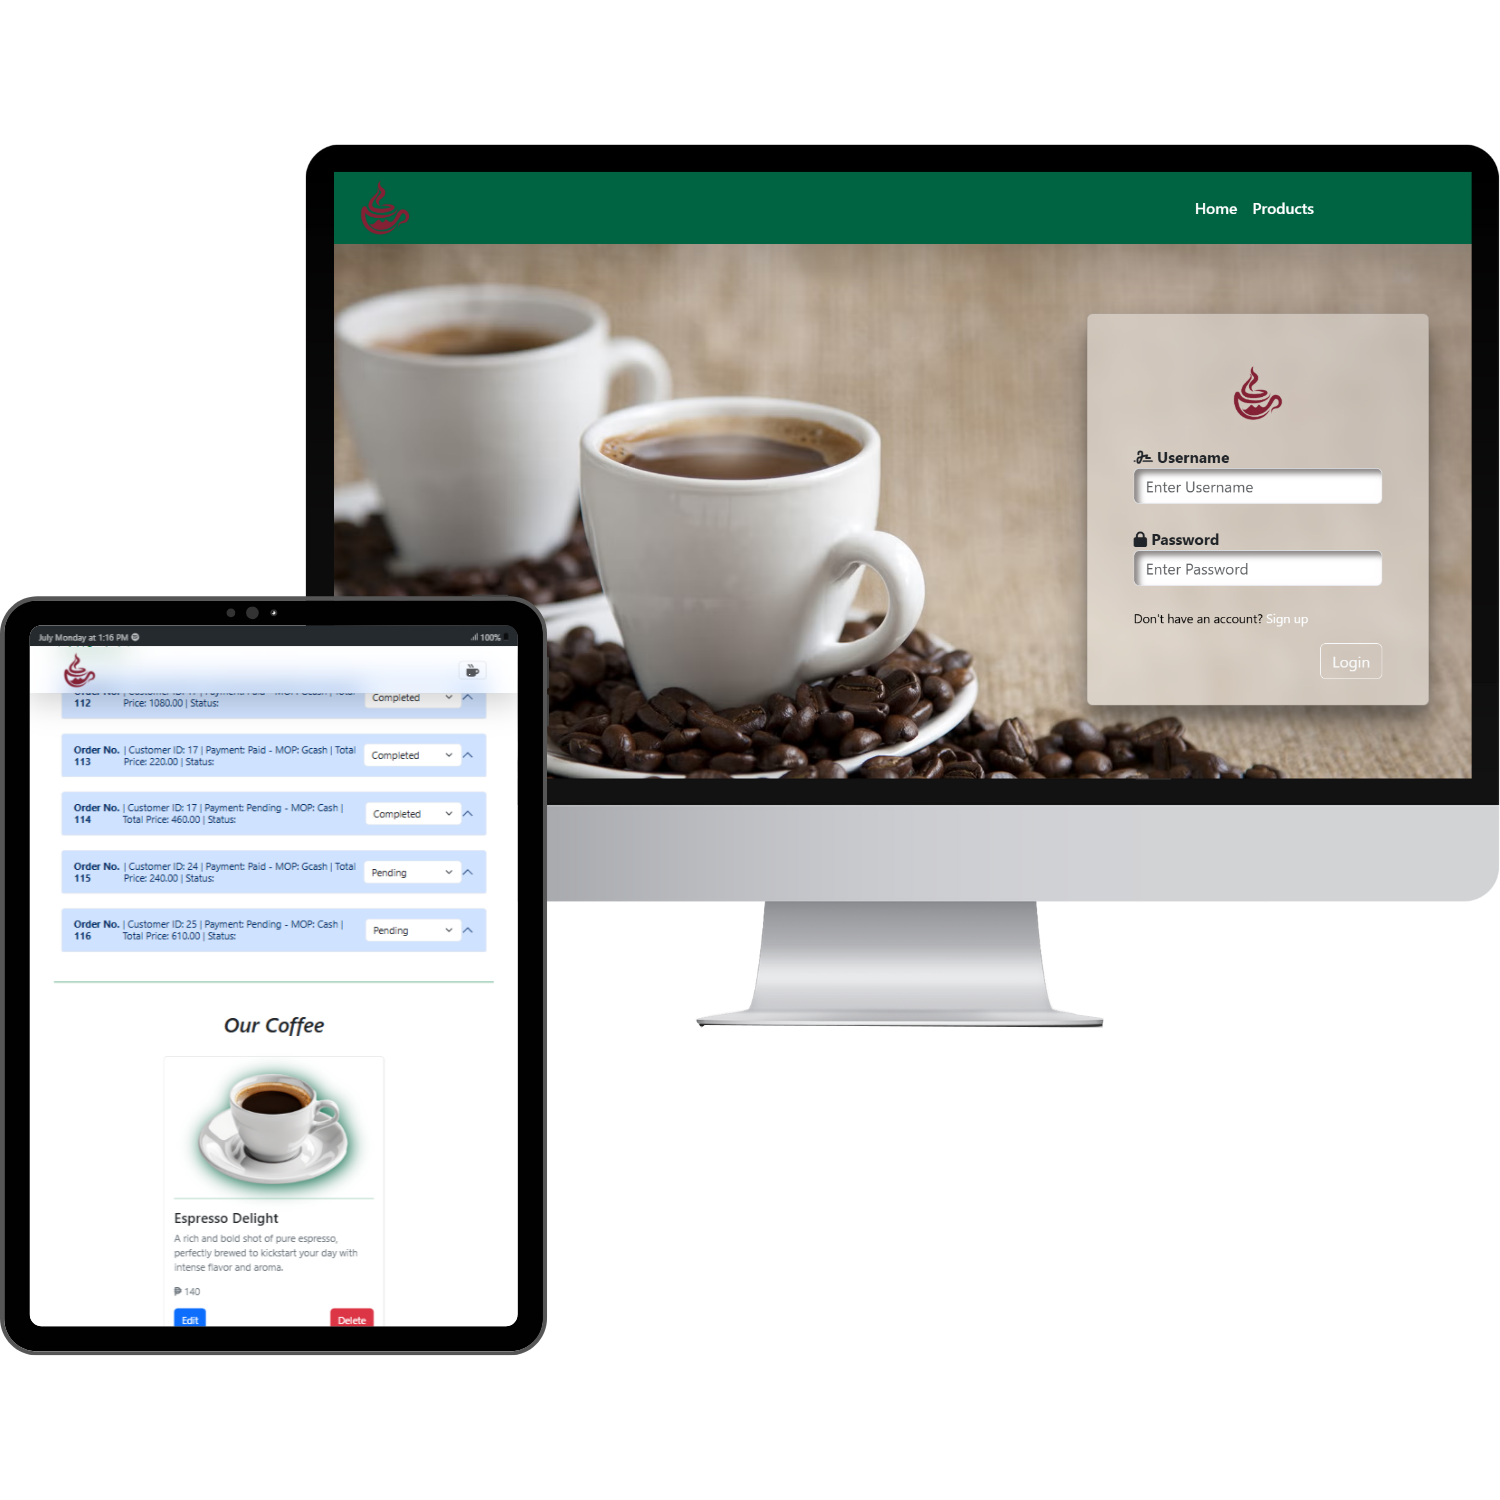 Home Products
Username
Enter Username
Password
Enter Password
Don't have an account? Sign up
Login
July Monday at 1:16 PM
100%
112
Price: 1080.00 | Status:
Completed
Order No. | Customer ID: 17 | Payment: Paid - MOP: Gcash | Total
113 Price: 220.00 | Status:
Completed
Order No. | Customer ID: 17 | Payment: Pending - MOP: Cash |
114 Total Price: 460.00 | Status:
Completed
Order No. | Customer ID: 24 | Payment: Paid - MOP: Gcash | Total
115 Price: 240.00 | Status:
Pending
Order No. | Customer ID: 25 | Payment: Pending - MOP: Cash |
116 Total Price: 610.00 | Status:
Pending
Our Coffee
Espresso Delight
A rich and bold shot of pure espresso,
perfectly brewed to kickstart your day with
intense flavor and aroma.
₱ 140
Edit
Delete